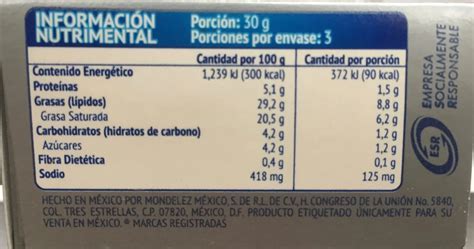 INFORMACIÓN NUTRIMENTAL
Porción: 30 g
Porciones por envase: 3
Cantidad por 100 g Cantidad por porción
Contenido Energético 1,239 kJ (300 kcal) 372 kJ (90 kcal)
Proteínas 5,1 g 1,5 g
Grasas (lípidos) 29,2 g 8,8 g
Grasa Saturada 20,5 g 6,2 g
Carbohidratos (hidratos de carbono) 4,2 g 1,2 g
Azúcares 4,2 g 1,2 g
Fibra Dietética 0,4 g 0,1 g
Sodio 418 mg 125 mg
HECHO EN MÉXICO POR MONDELEZ MÉXICO, S. DE R.L. DE C.V., H. CONGRESO DE LA UNIÓN No. 5840,
COL. TRES ESTRELLAS, C.P. 07820, MÉXICO, D.F. PRODUCTO ETIQUETADO ÚNICAMENTE PARA SU
VENTA EN MÉXICO. ® MARCAS REGISTRADAS
ESR
EMPRESA
SOCIALMENTE
RESPONSABLE